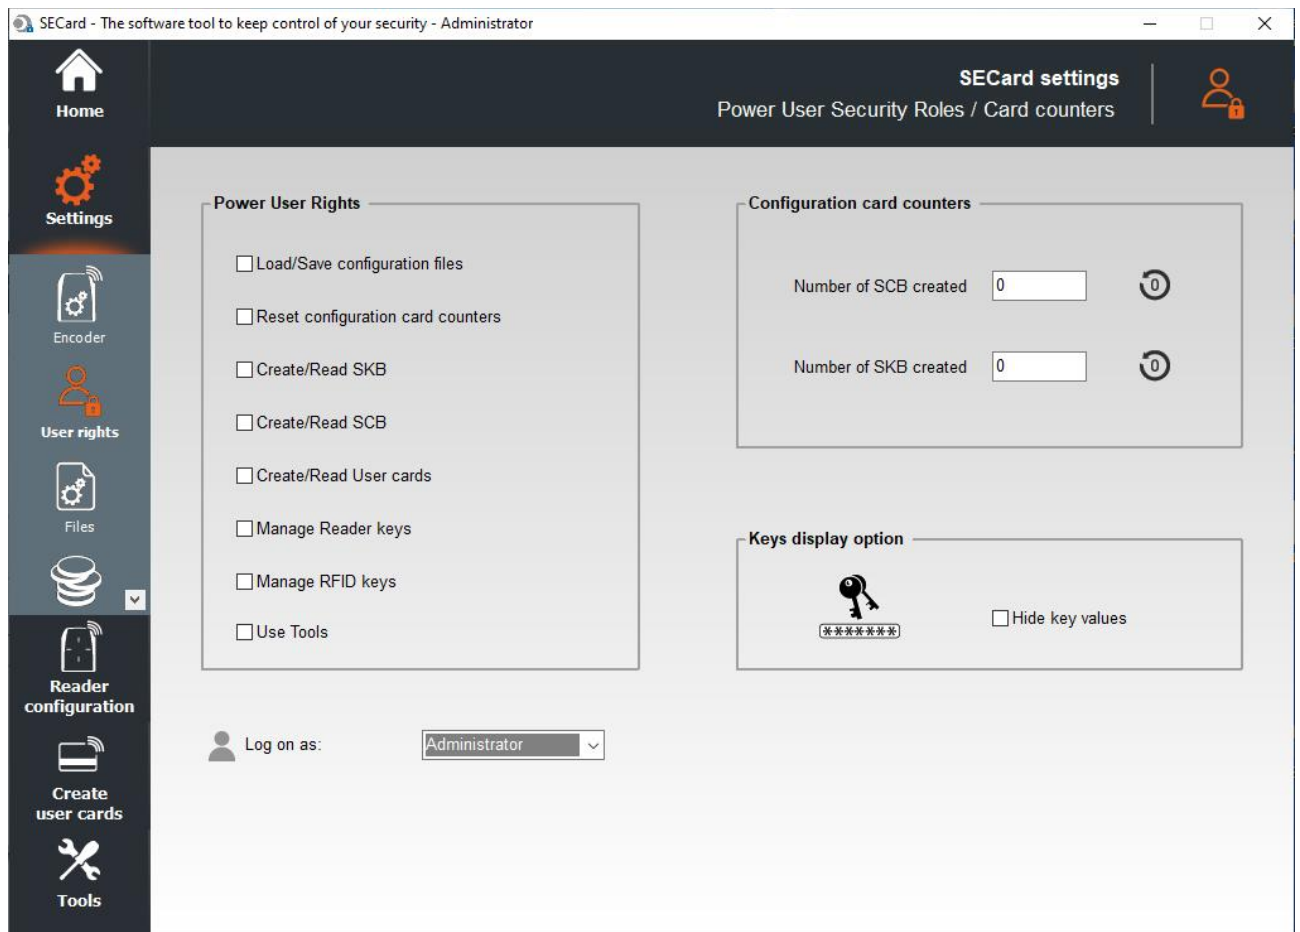 SECard - The software tool to keep control of your security - Administrator
Home
SECard settings
Power User Security Roles / Card counters
Settings
Encoder
User rights
Files
Reader
configuration
Create
user cards
Tools
Power User Rights
Load/Save configuration files
Reset configuration card counters
Create/Read SKB
Create/Read SCB
Create/Read User cards
Manage Reader keys
Manage RFID keys
Use Tools
Log on as:
Administrator
Configuration card counters
Number of SCB created
0
0
Number of SKB created
0
0
Keys display option
*******
Hide key values